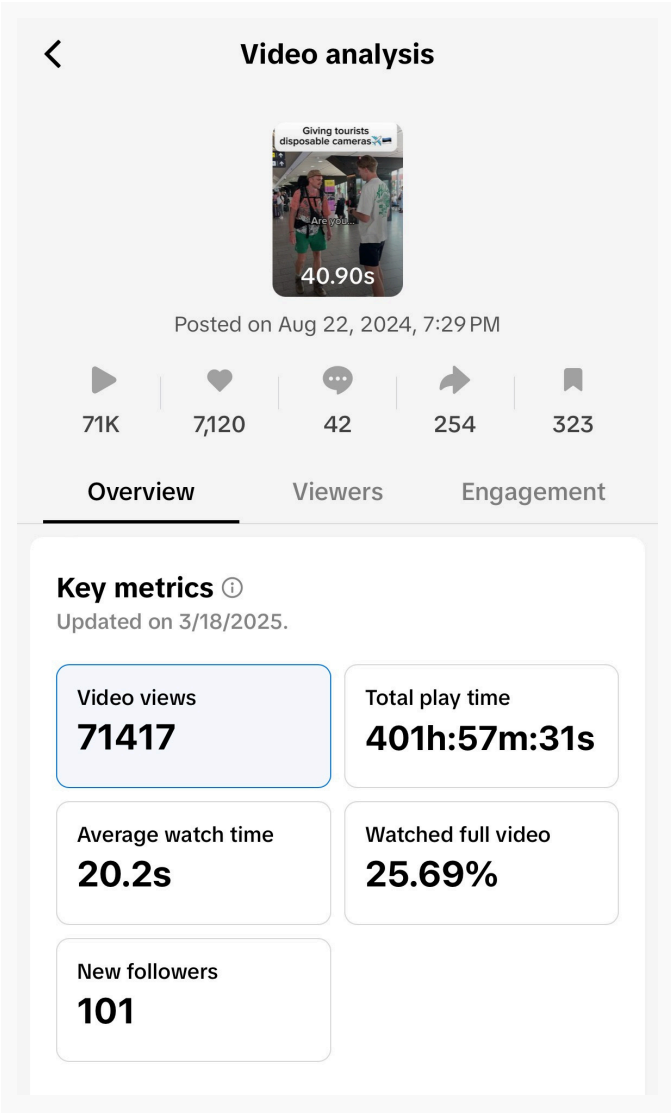 Video analysis
Giving tourists
disposable cameras✈️📷
Are you...
40.90s
Posted on Aug 22, 2024, 7:29 PM
71K
7,120
42
254
323
Overview
Viewers
Engagement
Key metrics
Updated on 3/18/2025.
Video views
Total play time
71417
401h:57m:31s
Average watch time
Watched full video
20.2s
25.69%
New followers
101